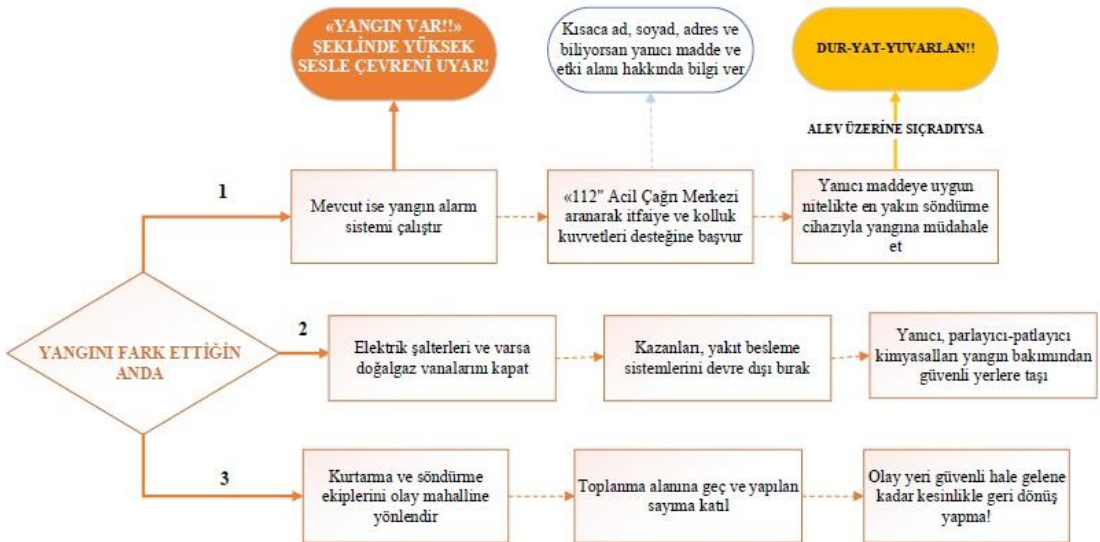 «YANGIN VAR!!»
ŞEKLİNDE YÜKSEK
SESLE ÇEVRENİ UYAR!
Kısaca ad, soyad, adres ve
biliyorsan yanıcı madde ve
etki alanı hakkında bilgi ver
DUR-YAT-YUVARLAN!!
ALEV ÜZERİNE SIÇRADIYSA
1
Mevcut ise yangın alarm
sistemi çalıştır
«112" Acil Çağrı Merkezi
aranarak itfaiye ve kolluk
kuvvetleri desteğine başvur
Yanıcı maddeye uygun
nitelikte en yakın söndürme
cihazıyla yangına müdahale
et
YANGINI FARK ETTİĞİN
ANDA
2
Elektrik şalterleri ve varsa
doğalgaz vanalarını kapat
Kazanları, yakıt besleme
sistemlerini devre dışı bırak
Yanıcı, parlayıcı-patlayıcı
kimyasalları yangın bakımından
güvenli yerlere taşı
3
Kurtarma ve söndürme
ekiplerini olay mahalline
yönlendir
Toplanma alanına geç ve yapılan
sayıma katıl
Olay yeri güvenli hale gelene
kadar kesinlikle geri dönüş
yapma!